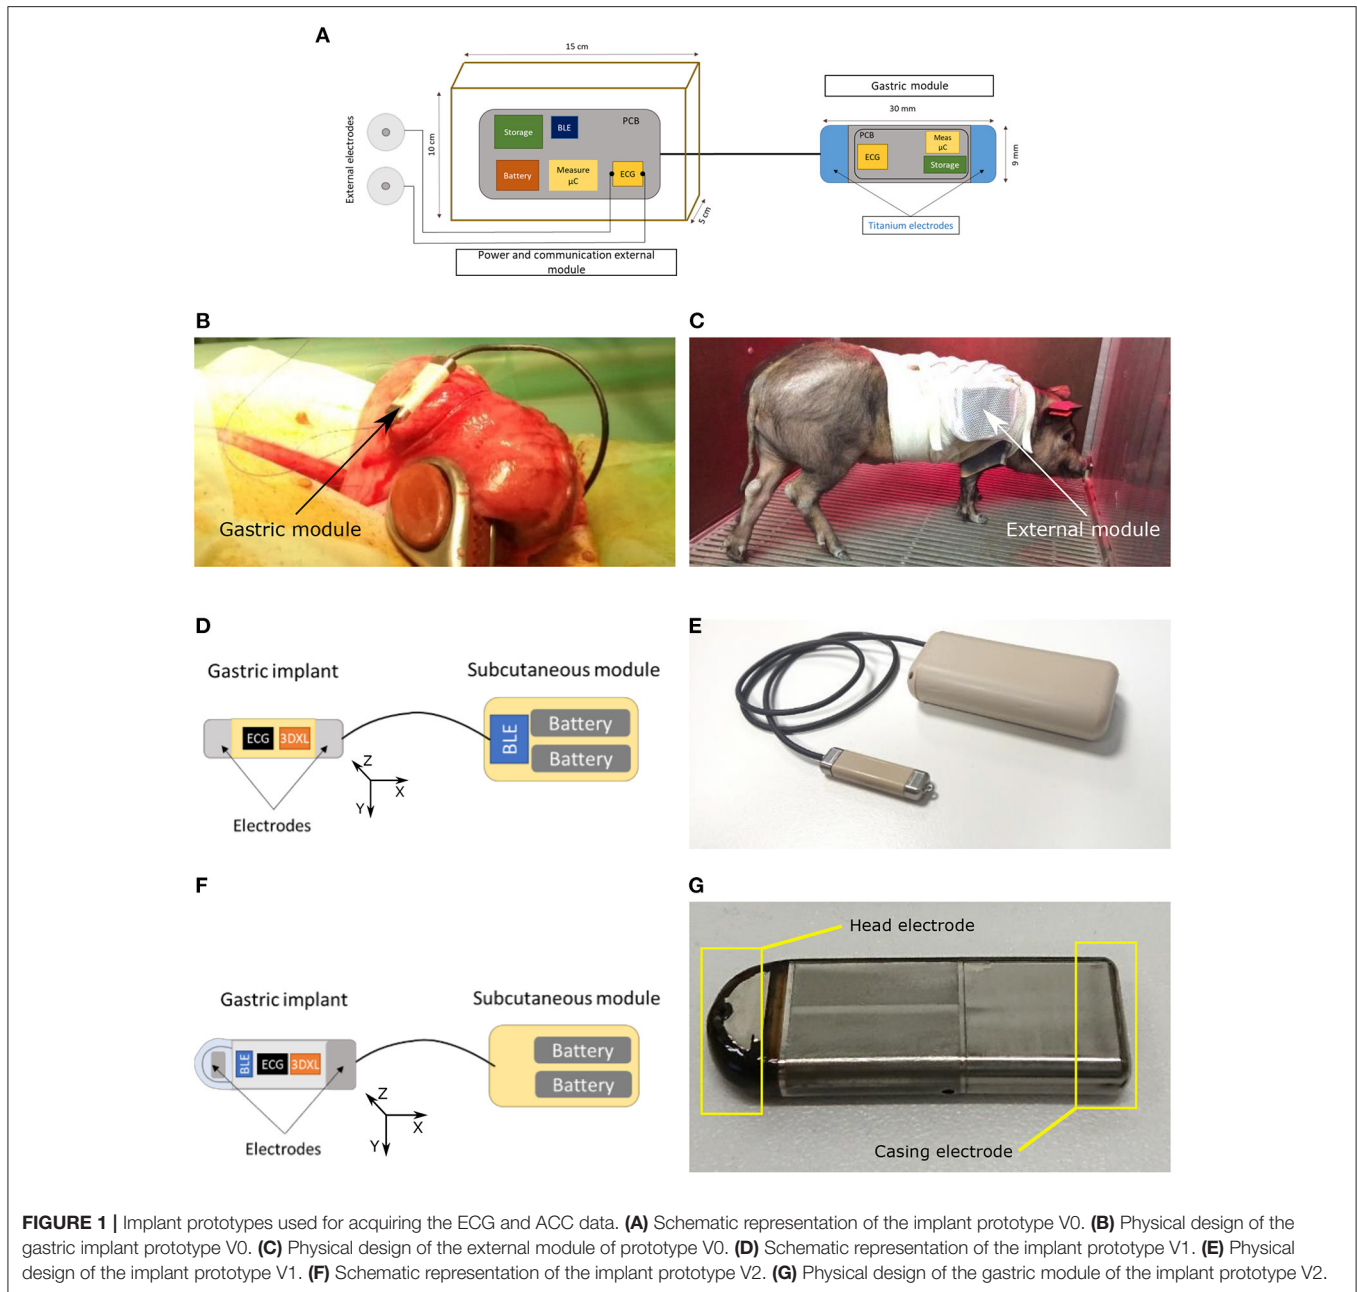 A
15 cm
Gastric module
30 mm
External electrodes
10 cm
Storage
BLE
PCB
Battery
Measure
µC
ECG
PCB
ECG
Meas
µC
Storage
9 mm
5 cm
Titanium electrodes
Power and communication external
module
B
Gastric module
C
External module
D
Gastric implant
Subcutaneous module
ECG
3DXL
BLE
Battery
Battery
Z
X
Y
Electrodes
E
F
Gastric implant
Subcutaneous module
BLE
ECG
3DXL
Battery
Battery
Z
X
Y
Electrodes
G
Head electrode
Casing electrode
FIGURE 1 | Implant prototypes used for acquiring the ECG and ACC data. (A) Schematic representation of the implant prototype V0. (B) Physical design of the
gastric implant prototype V0. (C) Physical design of the external module of prototype V0. (D) Schematic representation of the implant prototype V1. (E) Physical
design of the implant prototype V1. (F) Schematic representation of the implant prototype V2. (G) Physical design of the gastric module of the implant prototype V2.